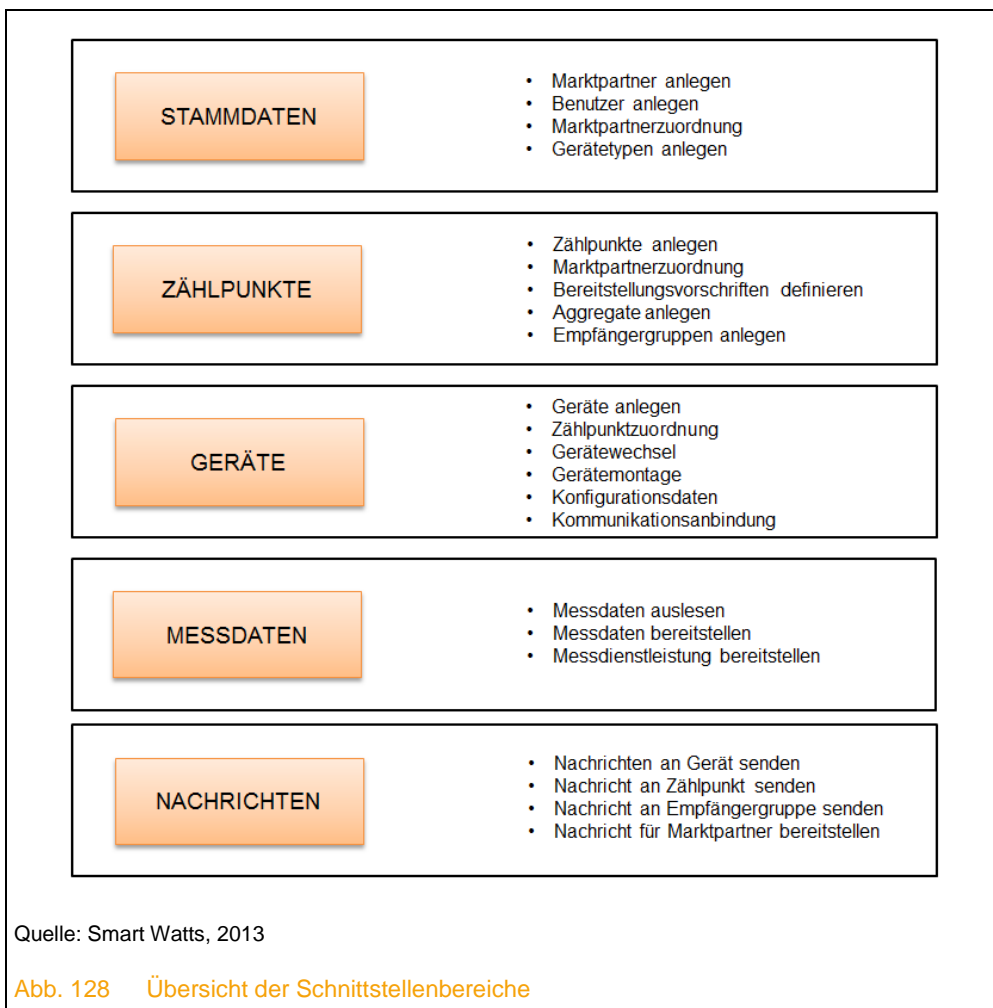 STAMMDATEN
• Marktpartner anlegen
• Benutzer anlegen
• Marktpartnerzuordnung
• Gerätetypen anlegen
ZÄHLPUNKTE
• Zählpunkte anlegen
• Marktpartnerzuordnung
• Bereitstellungsvorschriften definieren
• Aggregate anlegen
• Empfängergruppen anlegen
GERÄTE
• Geräte anlegen
• Zählpunktzuordnung
• Gerätewechsel
• Gerätemontage
• Konfigurationsdaten
• Kommunikationsanbindung
MESSDATEN
• Messdaten auslesen
• Messdaten bereitstellen
• Messdienstleistung bereitstellen
NACHRICHTEN
• Nachrichten an Gerät senden
• Nachricht an Zählpunkt senden
• Nachricht an Empfängergruppe senden
• Nachricht für Marktpartner bereitstellen
Quelle: Smart Watts, 2013
Abb. 128 Übersicht der Schnittstellenbereiche